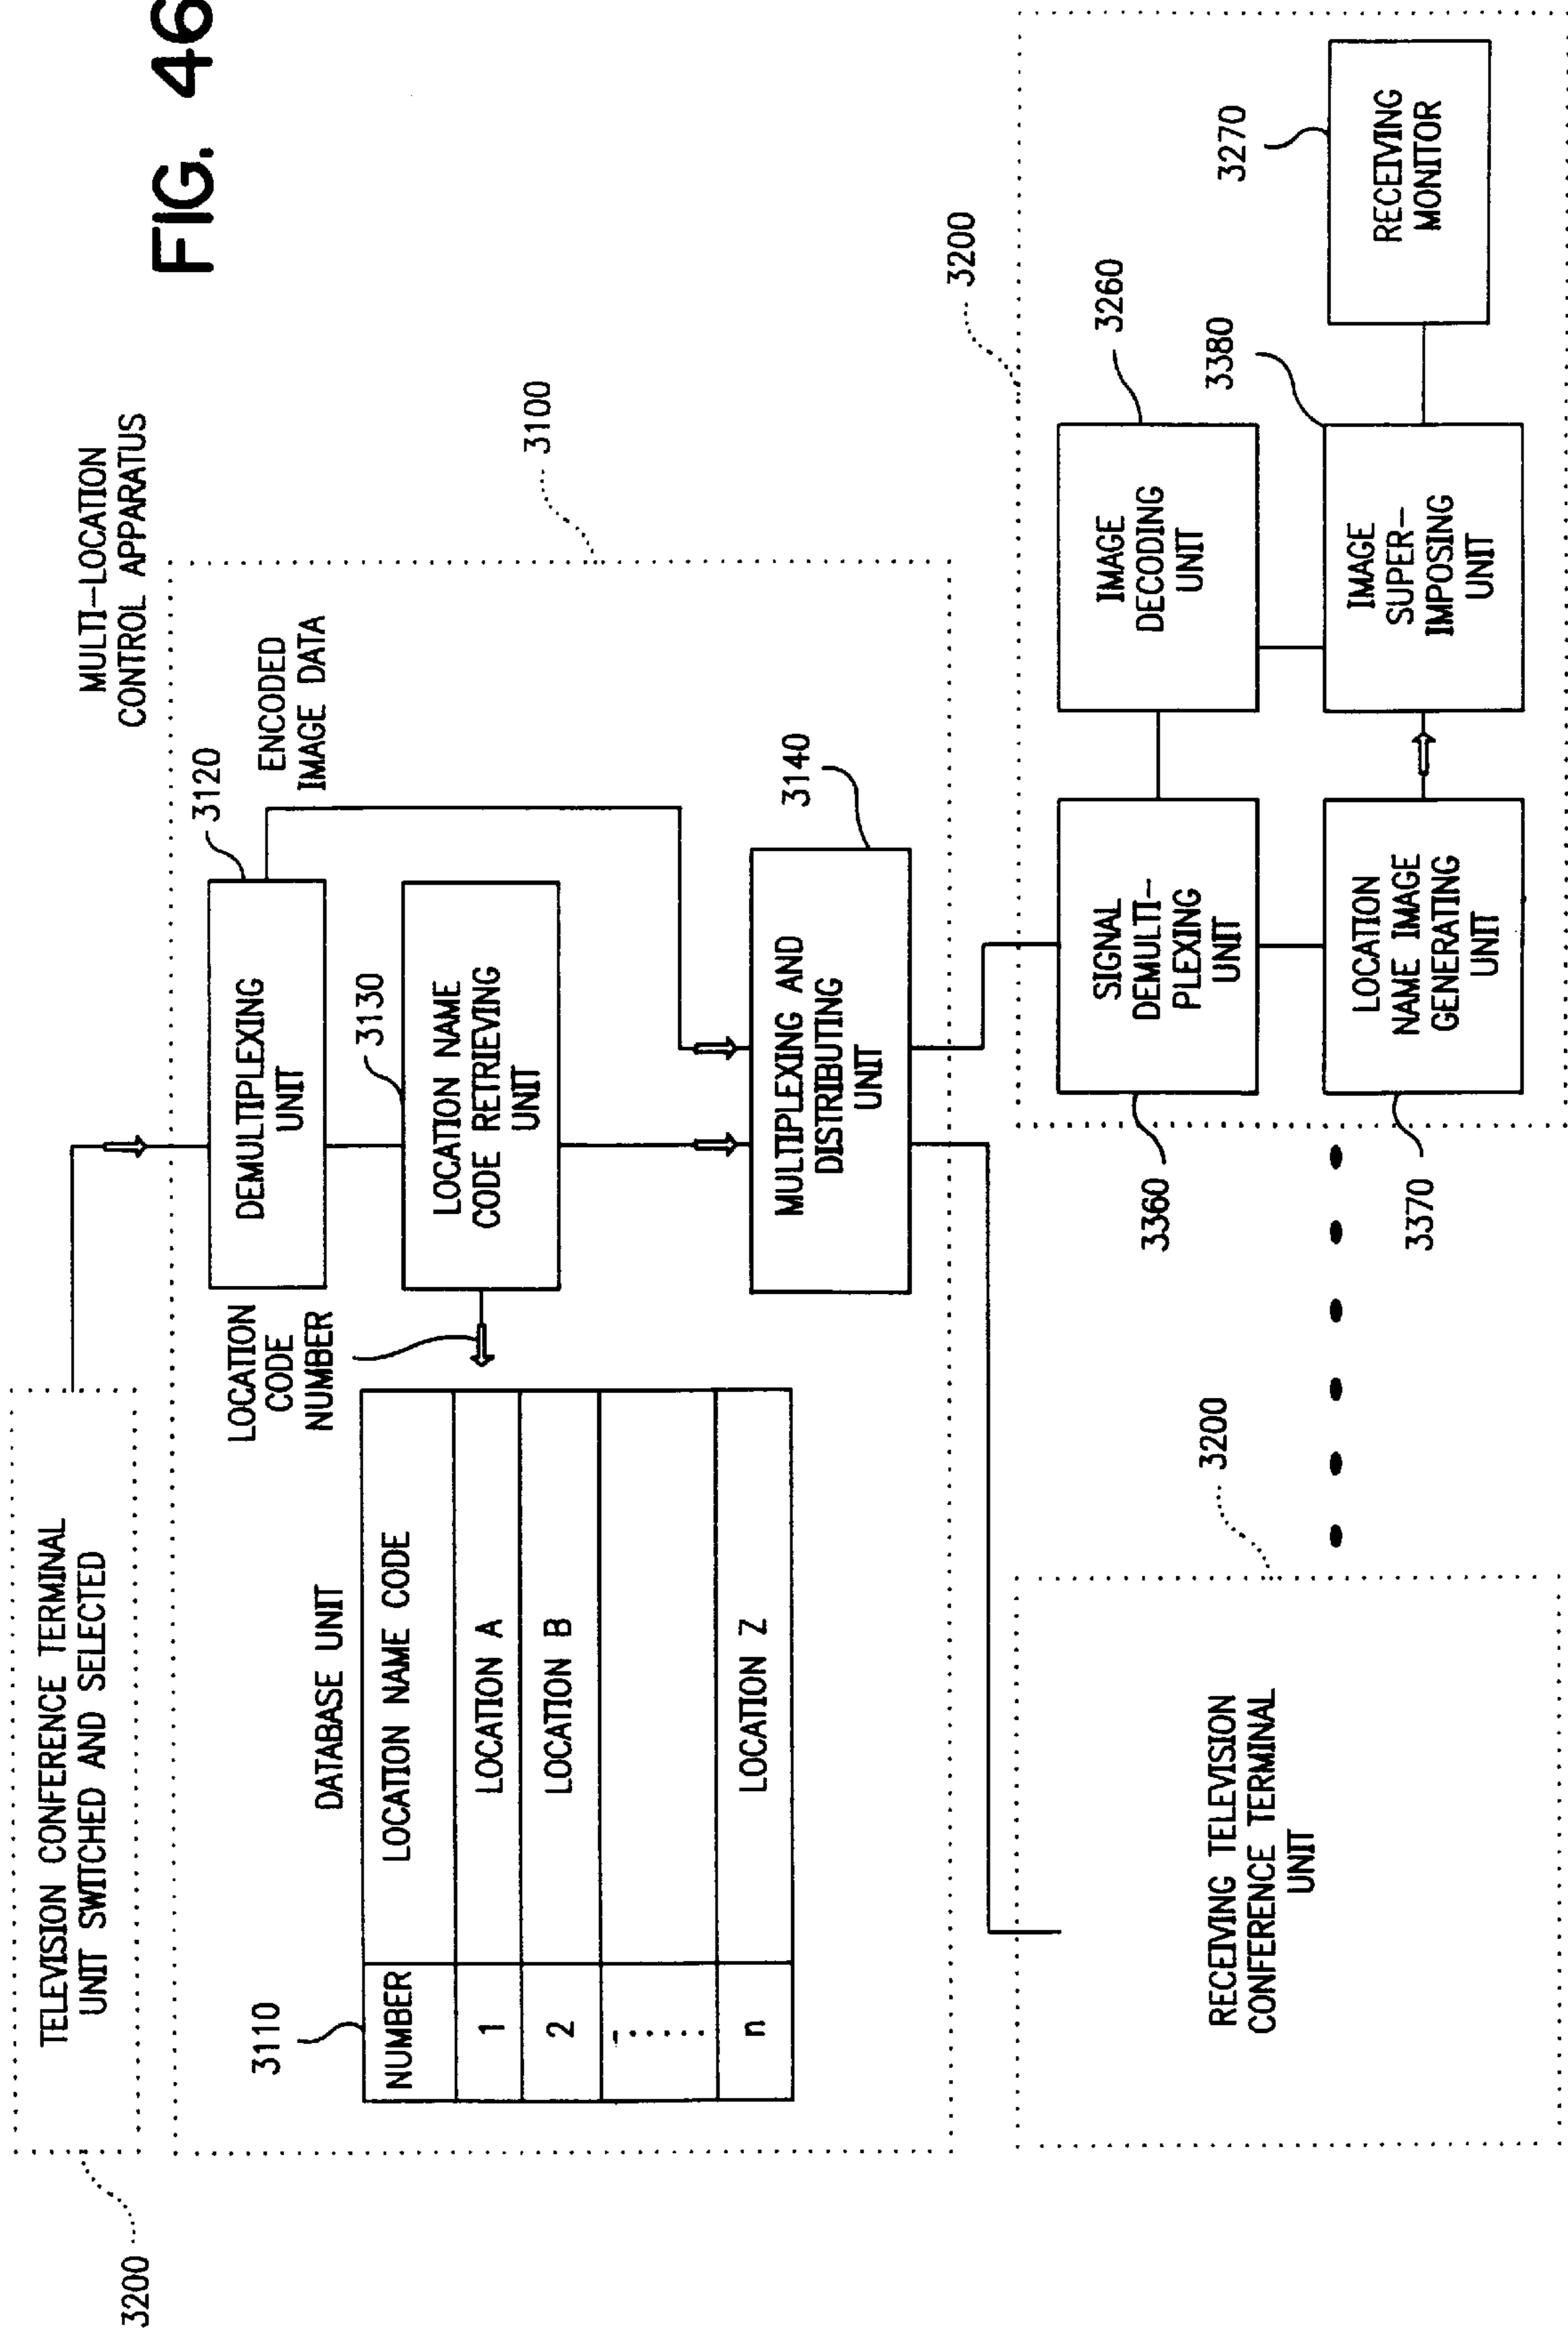 FIG. 46
TELEVISION CONFERENCE TERMINAL
UNIT SWITCHED AND SELECTED
3200
MULTI-LOCATION
CONTROL APPARATUS
3100
3120
DEMULTIPLEXING
UNIT
ENCODED
IMAGE DATA
LOCATION
CODE
NUMBER
3130
LOCATION NAME
CODE RETRIEVING
UNIT
DATABASE UNIT
3110
NUMBER LOCATION NAME CODE
1 LOCATION A
2 LOCATION B
n LOCATION Z
3140
MULTIPLEXING AND
DISTRIBUTING
UNIT
3200
RECEIVING TELEVISION
CONFERENCE TERMINAL
UNIT
3200
3360
SIGNAL
DEMULTI-
PLEXING
UNIT
3260
IMAGE
DECODING
UNIT
3370
LOCATION
NAME IMAGE
GENERATING
UNIT
3380
IMAGE
SUPER-
IMPOSING
UNIT
3270
RECEIVING
MONITOR